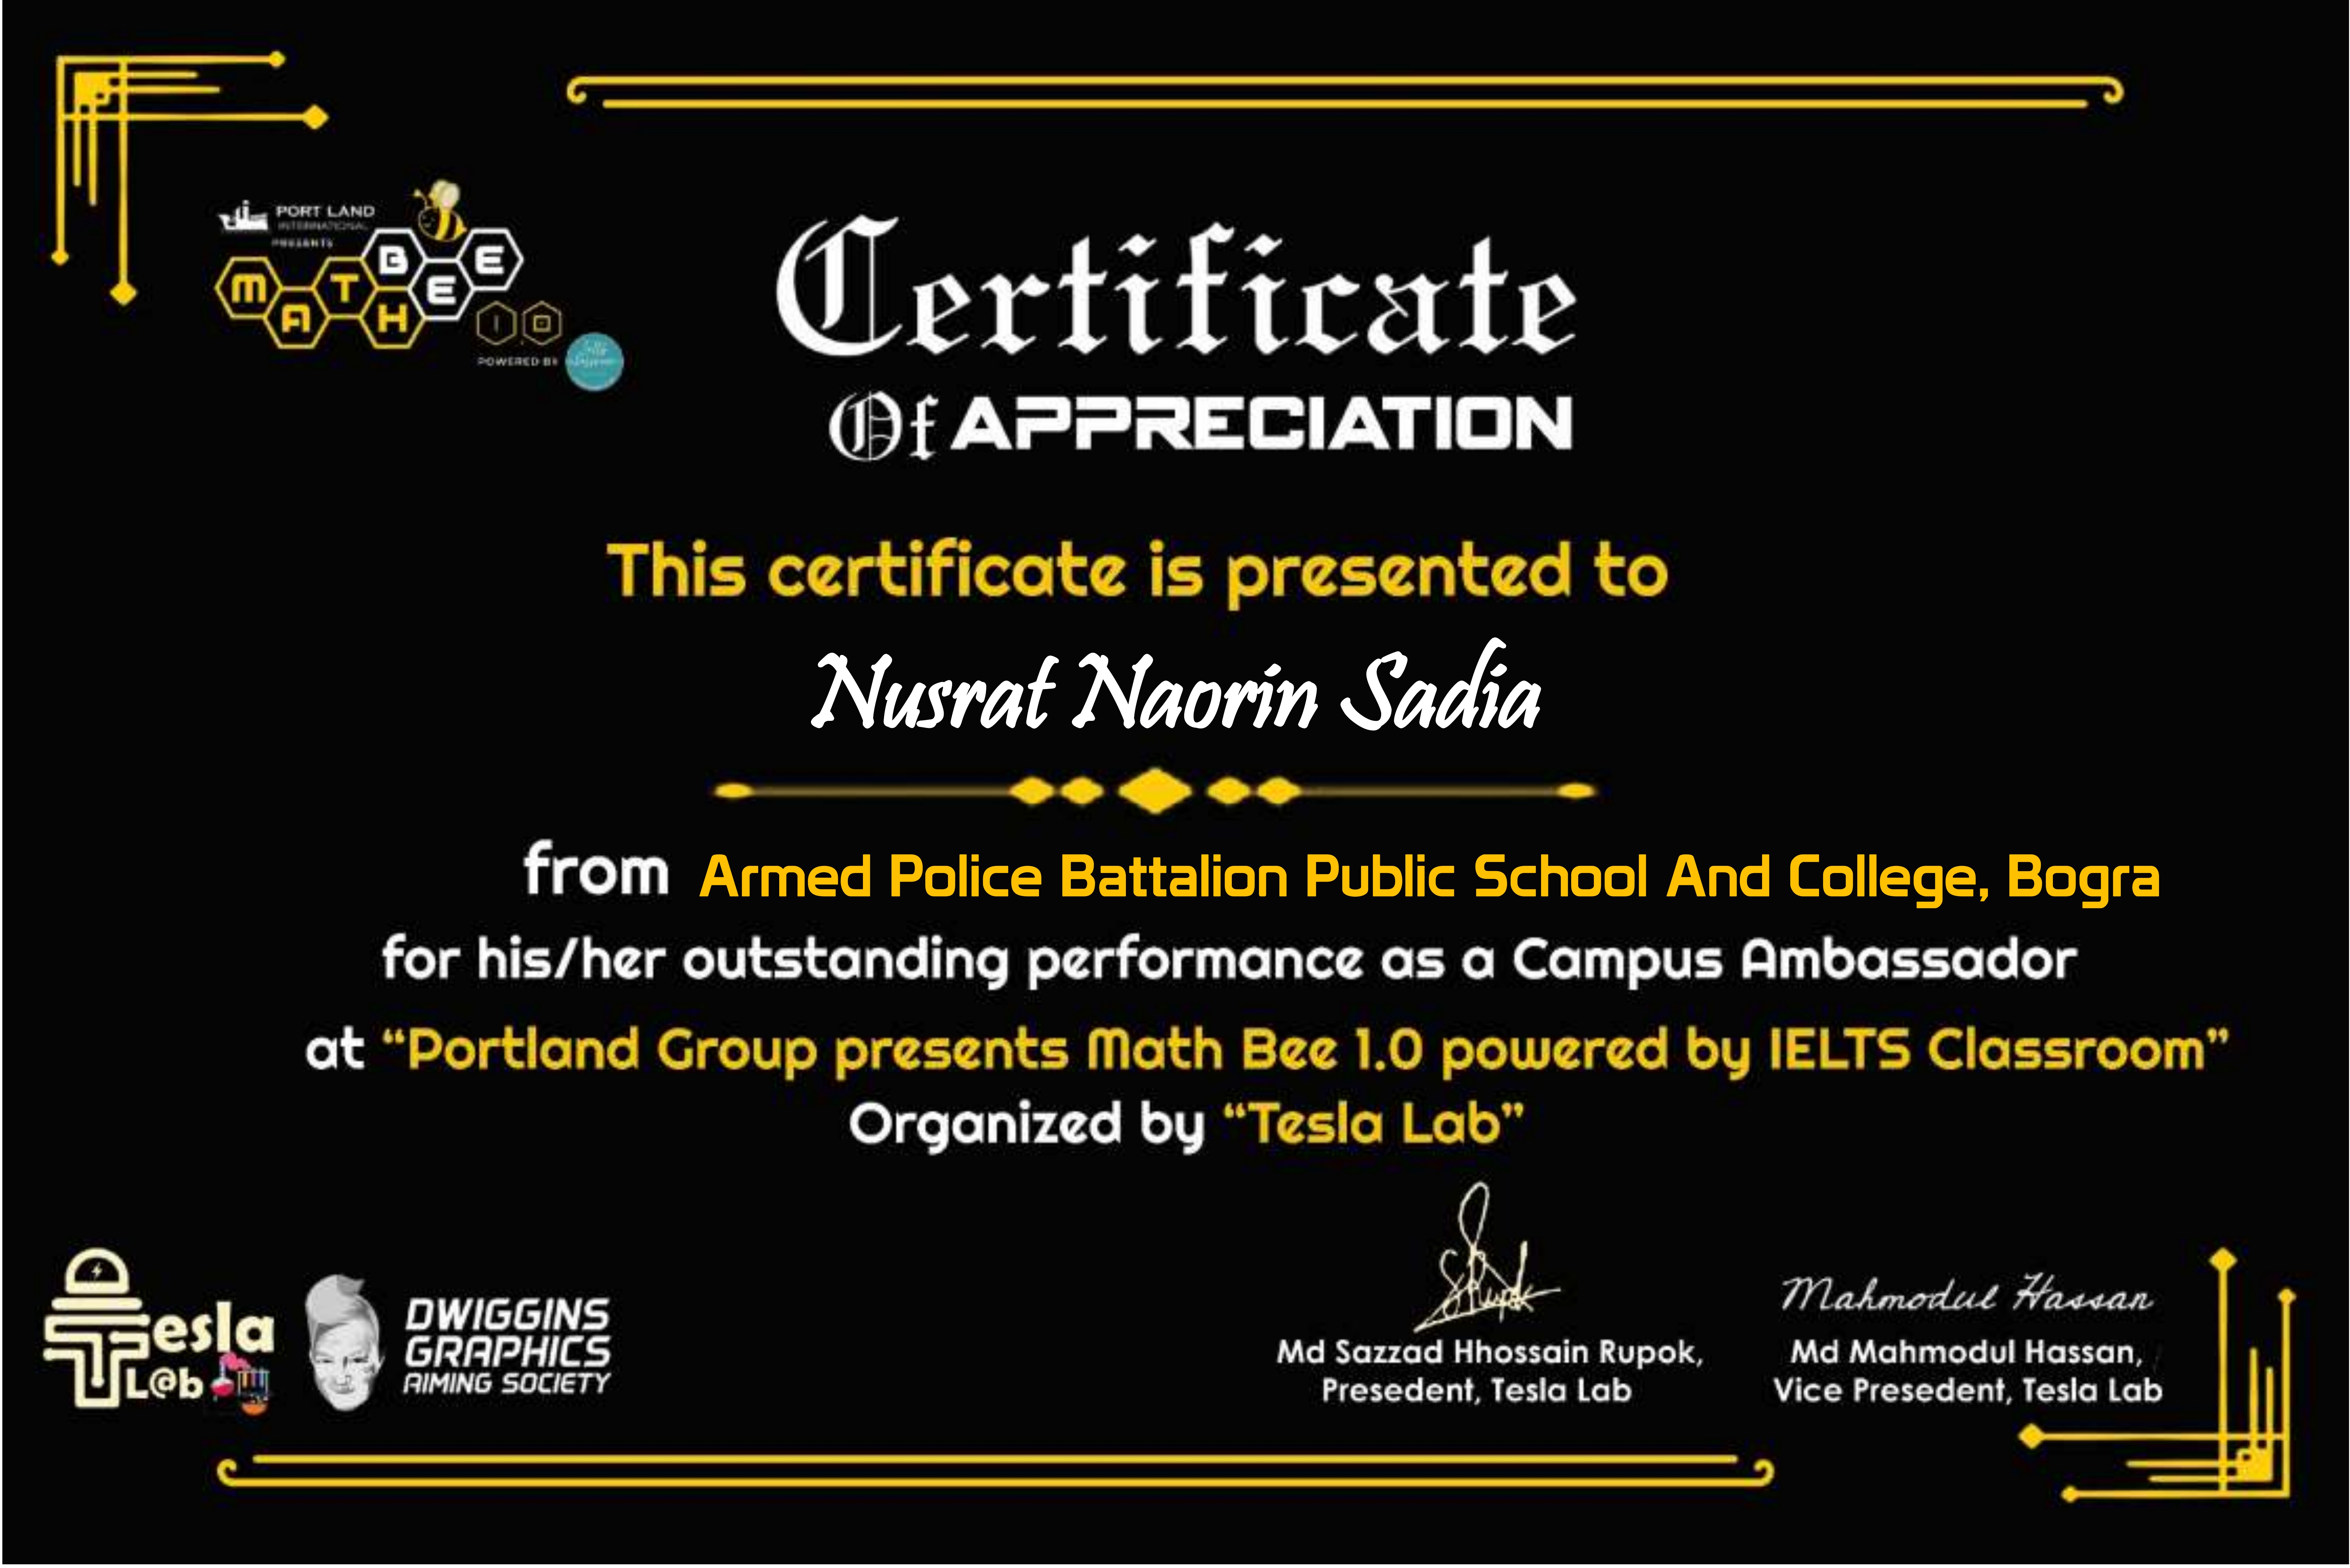 PORT LAND
INTERNATIONAL
PRESENTS
MATH BEE
1.0
POWERED BY
Certificate
Of APPRECIATION
This certificate is presented to
Nusrat Naorin Sadia
from Armed Police Battalion Public School And College, Bogra
for his/her outstanding performance as a Campus Ambassador
at “Portland Group presents Math Bee 1.0 powered by IELTS Classroom”
Organized by “Tesla Lab”
Tesla
L@b
DWIGGINS
GRAPHICS
AIMING SOCIETY
SRupok
Md Sazzad Hhossain Rupok,
Presedent, Tesla Lab
Mahmodul Hassan
Md Mahmodul Hassan,
Vice Presedent, Tesla Lab